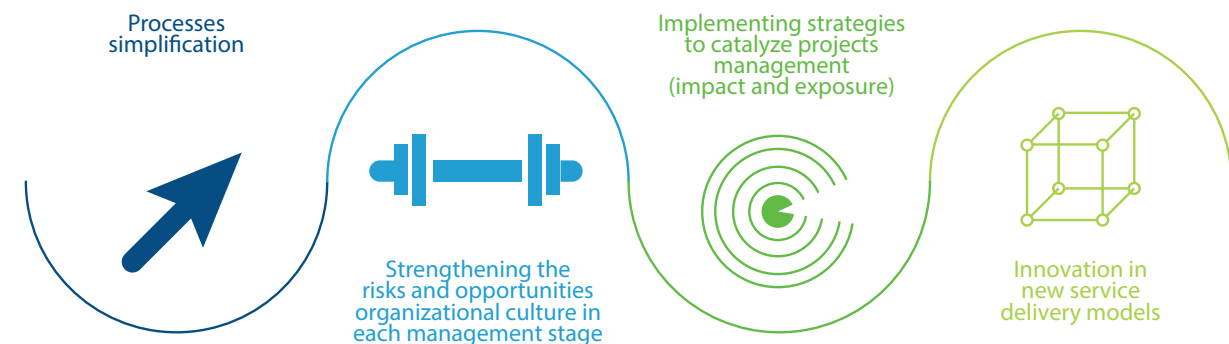 Processes
simplification
Strengthening the
risks and opportunities
organizational culture in
each management stage
Implementing strategies
to catalyze projects
management
(impact and exposure)
Innovation in
new service
delivery models